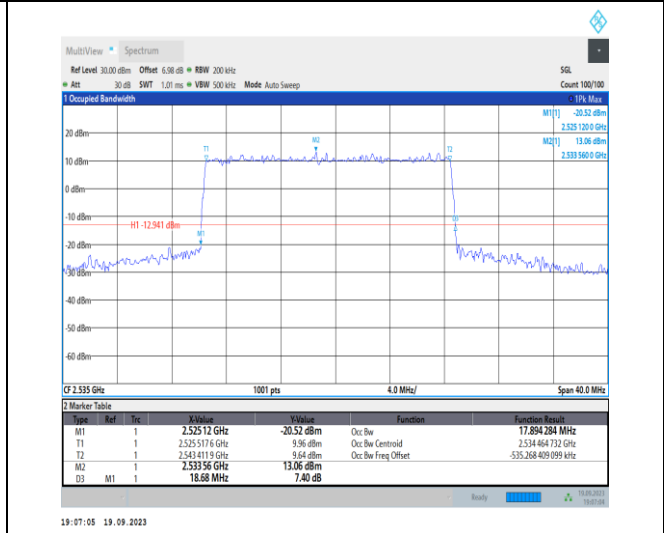 MultiView Spectrum
Ref Level 30.00 dBm Offset 6.98 dB RBW 200 kHz SGL
Att 30 dB SWT 1.01 ms VBW 500 kHz Mode Auto Sweep Count 100/100
1 Occupied Bandwidth 1Pk Max
M1[1] -20.52 dBm
2.525 120 0 GHz
M2[1] 13.06 dBm
2.533 560 0 GHz
20 dBm
M2
T1
T2
10 dBm
0 dBm
-10 dBm
H1 -12.941 dBm
M1
-20 dBm
-30 dBm
-40 dBm
-50 dBm
-60 dBm
CF 2.535 GHz 1001 pts 4.0 MHz/ Span 40.0 MHz
2 Marker Table
Type Ref Trc X-Value Y-Value Function Function Result
M1 1 2.525 12 GHz -20.52 dBm Occ Bw 17.894 284 MHz
T1 1 2.525 517 6 GHz 9.96 dBm Occ Bw Centroid 2.534 464 732 GHz
T2 1 2.543 411 9 GHz 9.64 dBm Occ Bw Freq Offset -535.268 409 099 kHz
M2 1 2.533 56 GHz 13.06 dBm
D3 M1 1 18.68 MHz 7.40 dB
Ready 19.09.2023
19:07:06
19:07:05 19.09.2023